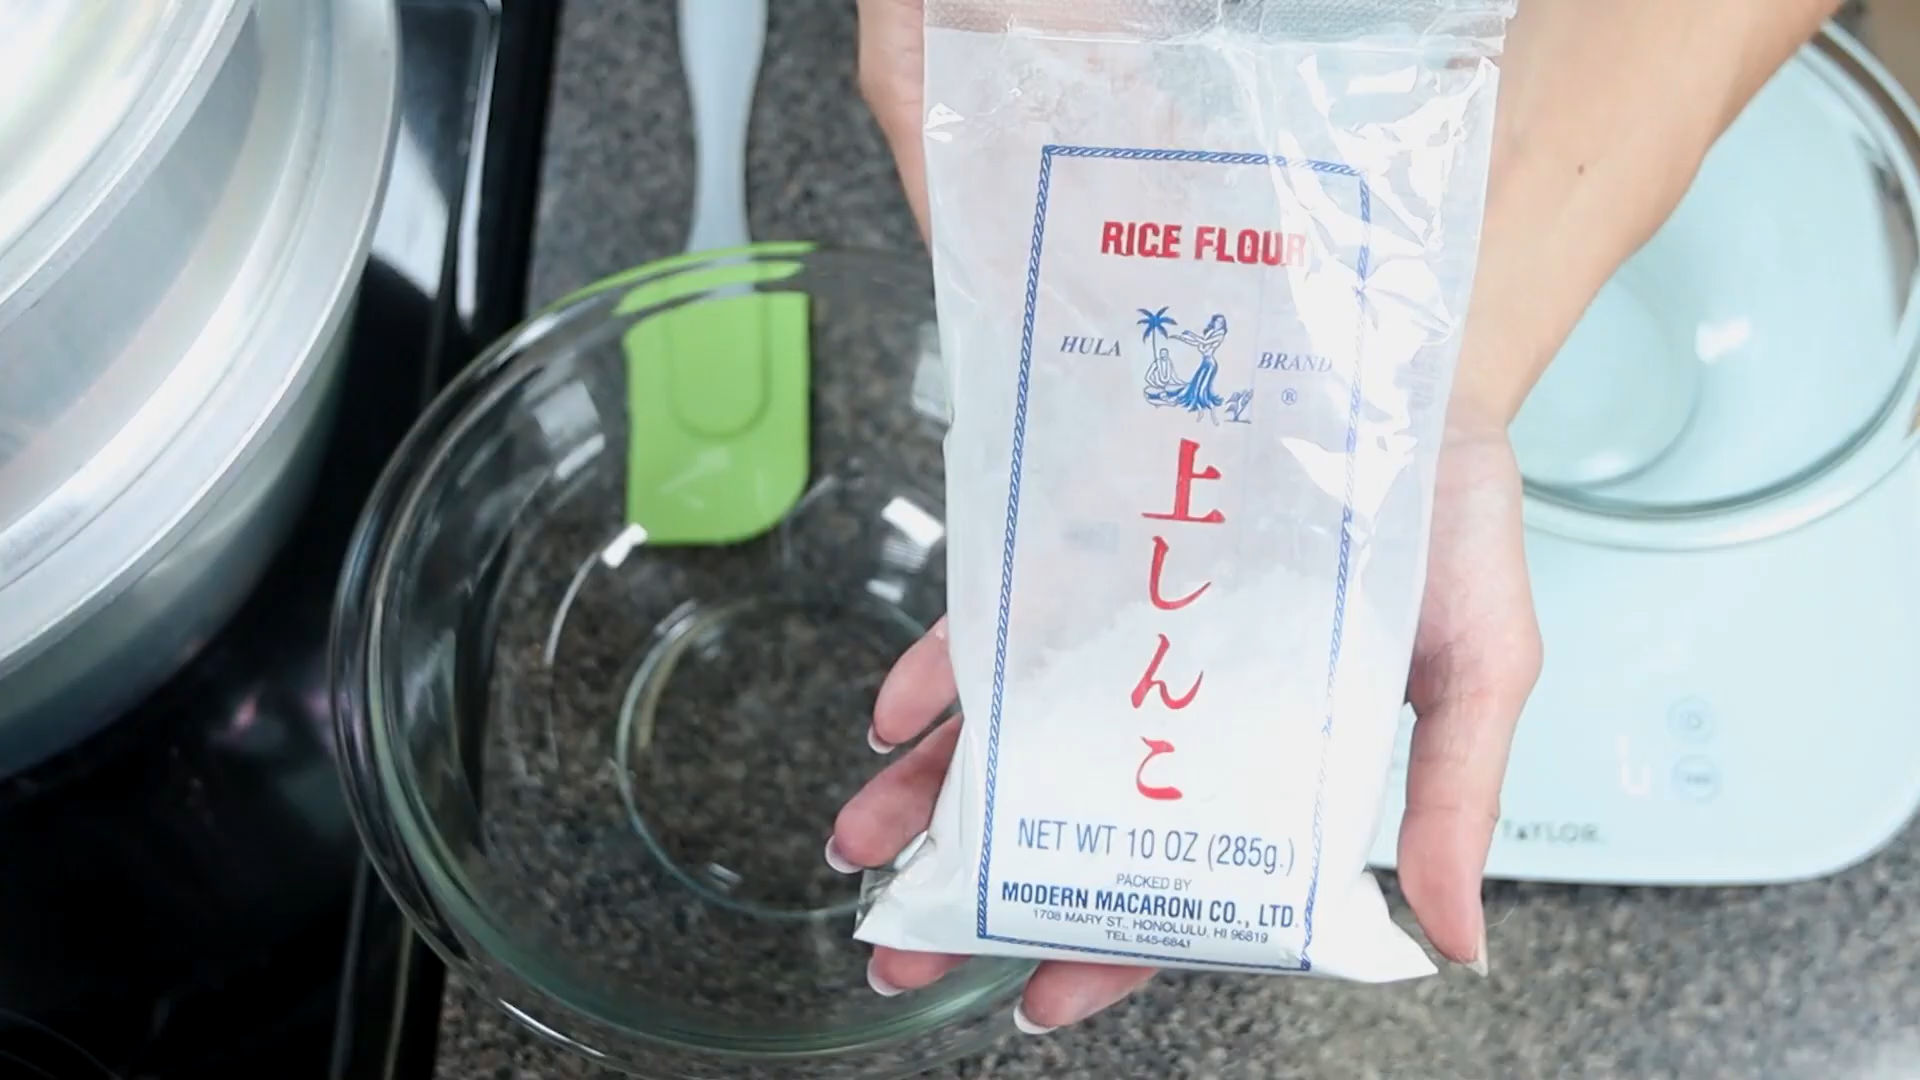 RICE FLOUR
HULA BRAND
®
上しんこ
NET WT 10 OZ (285g.)
PACKED BY
MODERN MACARONI CO., LTD.
1708 MARY ST., HONOLULU, HI 96819
TEL: 845-6841
TAYLOR